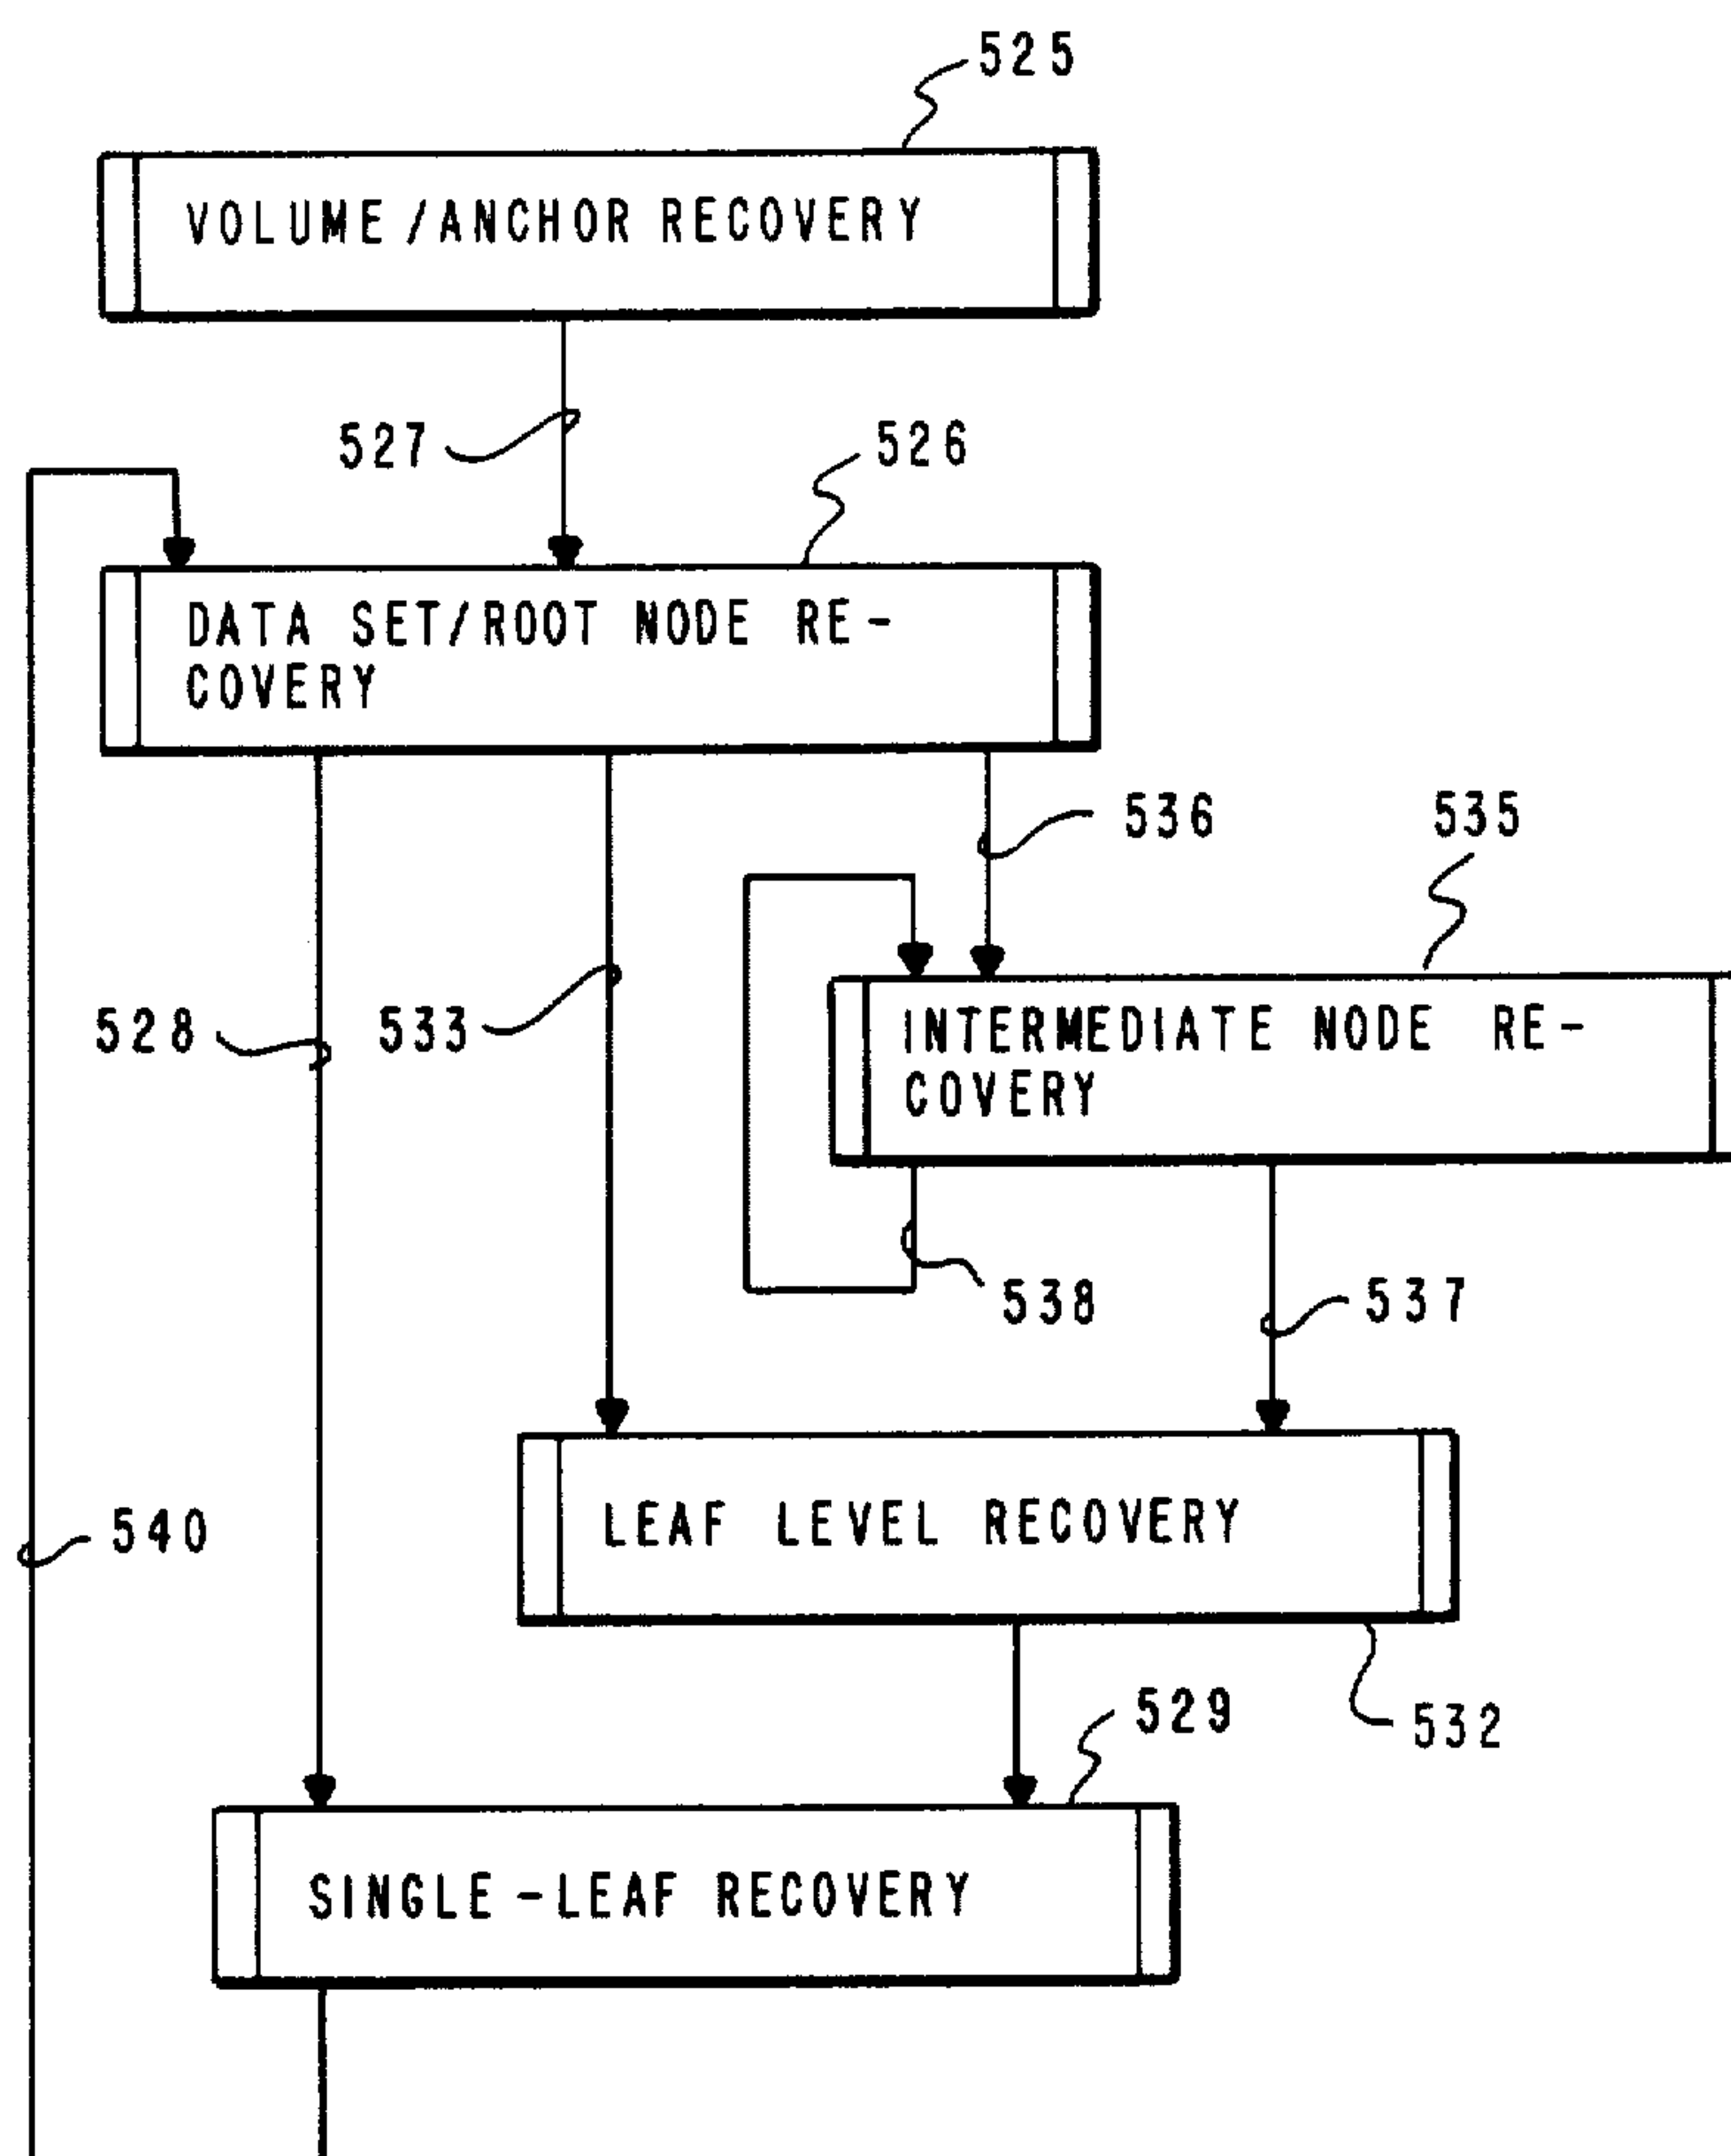 525
VOLUME/ANCHOR RECOVERY
527
526
DATA SET/ROOT NODE RE-
COVERY
536
535
528
533
INTERMEDIATE NODE RE-
COVERY
538
537
540
LEAF LEVEL RECOVERY
529
532
SINGLE-LEAF RECOVERY